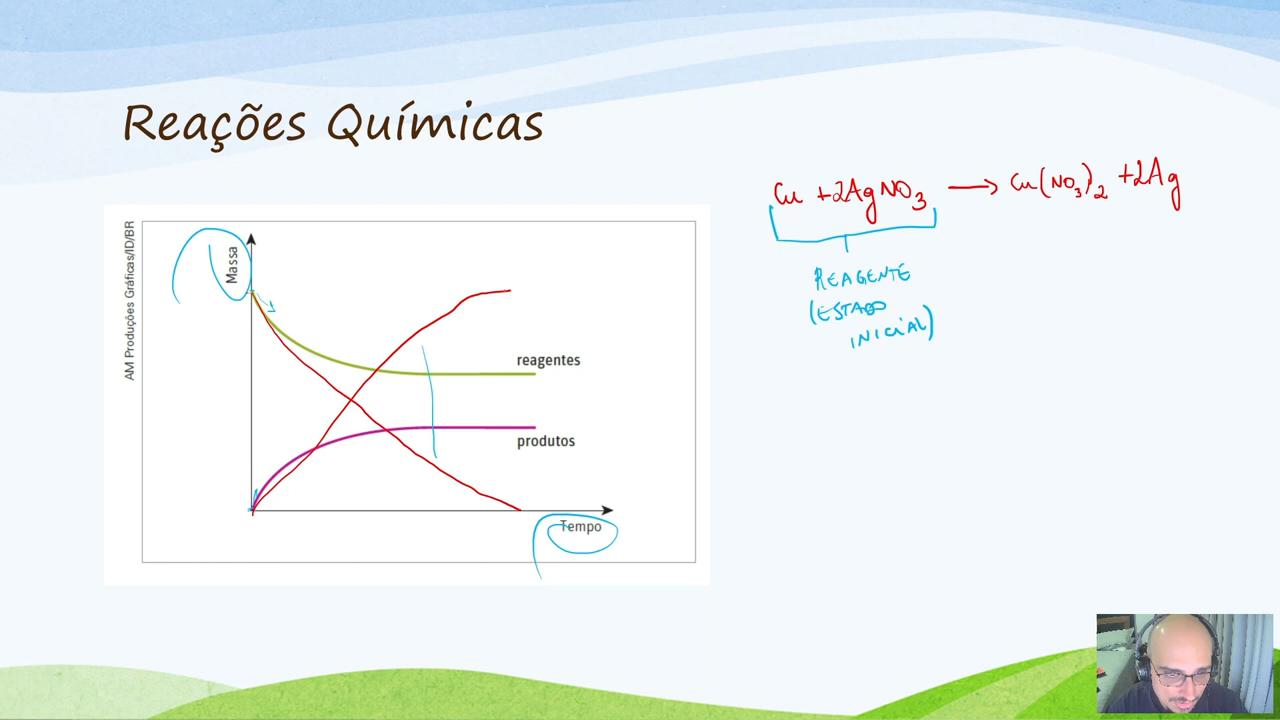 Reações Químicas
Cu + 2AgNO3 → Cu(NO3)2 + 2Ag
REAGENTE
(ESTADO
INICIAL)
AM Produções Gráficas/ID/BR
Massa
reagentes
produtos
Tempo